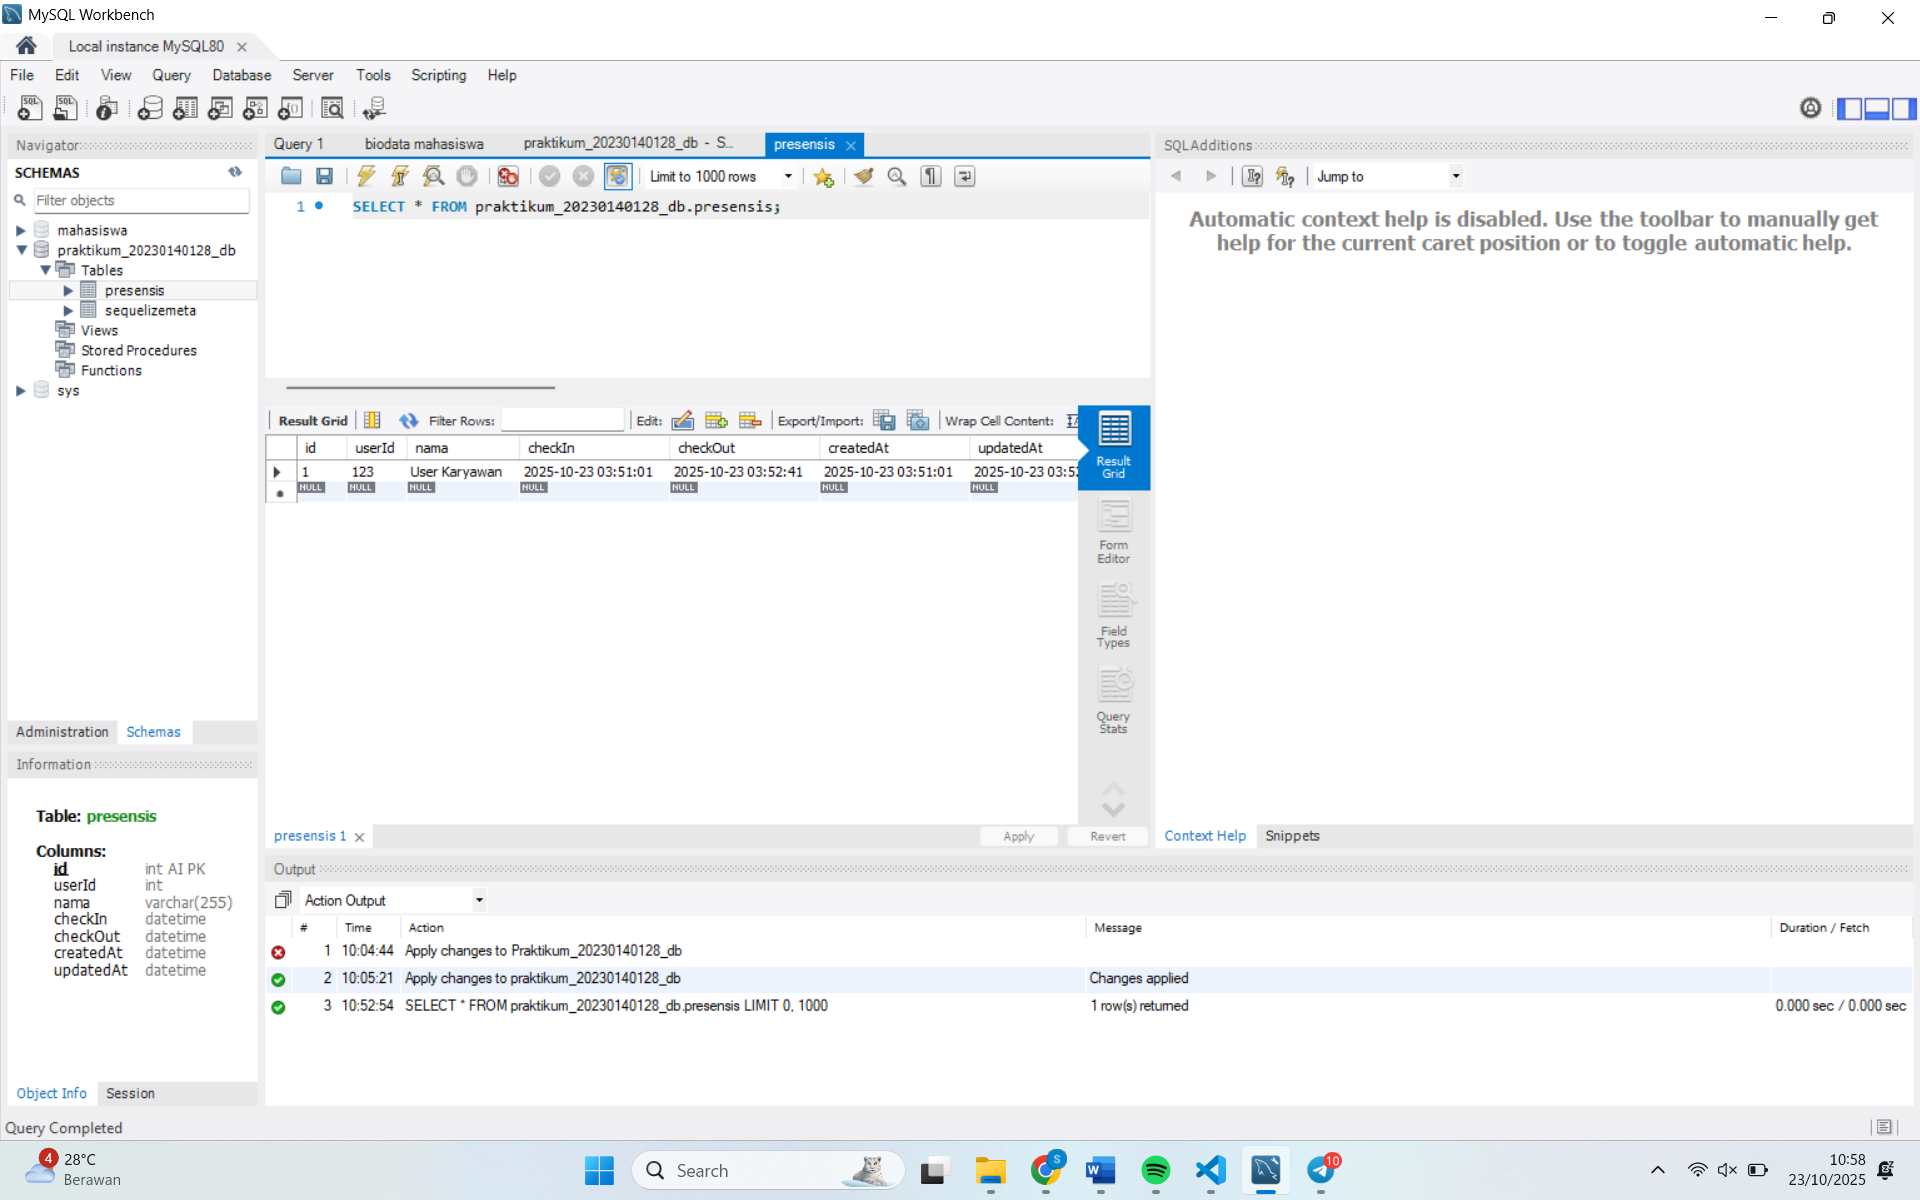 MySQL Workbench
Local instance MySQL80
File Edit View Query Database Server Tools Scripting Help
Navigator
SCHEMAS
Filter objects
mahasiswa
praktikum_20230140128_db
Tables
presensis
sequelizemeta
Views
Stored Procedures
Functions
sys
Administration Schemas
Information
Table: presensis
Columns:
id int AI PK
userId int
nama varchar(255)
checkIn datetime
checkOut datetime
createdAt datetime
updatedAt datetime
Object Info Session
Query 1 biodata mahasiswa praktikum_20230140128_db - S... presensis
Limit to 1000 rows
1 SELECT * FROM praktikum_20230140128_db.presensis;
Result Grid Filter Rows: Edit: Export/Import: Wrap Cell Content:
id userId nama checkIn checkOut createdAt updatedAt
1 123 User Karyawan 2025-10-23 03:51:01 2025-10-23 03:52:41 2025-10-23 03:51:01 2025-10-23 03:52
NULL NULL NULL NULL NULL NULL NULL
Result
Grid
Form
Editor
Field
Types
Query
Stats
presensis 1 Apply Revert
SQLAdditions
Jump to
Automatic context help is disabled. Use the toolbar to manually get
help for the current caret position or to toggle automatic help.
Context Help Snippets
Output
Action Output
# Time Action Message Duration / Fetch
1 10:04:44 Apply changes to Praktikum_20230140128_db
2 10:05:21 Apply changes to praktikum_20230140128_db Changes applied
3 10:52:54 SELECT * FROM praktikum_20230140128_db.presensis LIMIT 0, 1000 1 row(s) returned 0.000 sec / 0.000 sec
Query Completed
4
28°C
Berawan
Search
S
10
10:58
23/10/2025